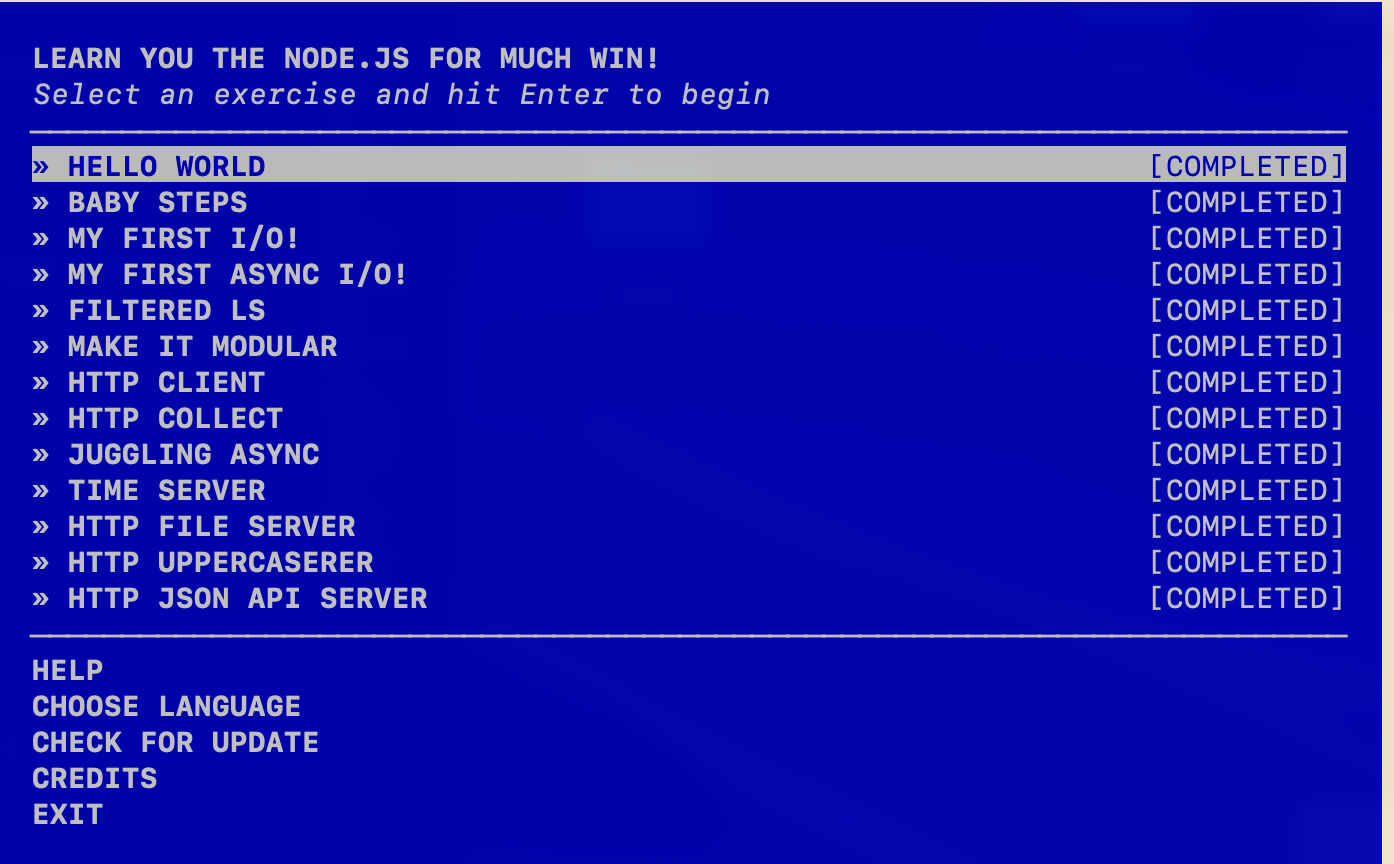 LEARN YOU THE NODE.JS FOR MUCH WIN!
Select an exercise and hit Enter to begin
» HELLO WORLD [COMPLETED]
» BABY STEPS [COMPLETED]
» MY FIRST I/O! [COMPLETED]
» MY FIRST ASYNC I/O! [COMPLETED]
» FILTERED LS [COMPLETED]
» MAKE IT MODULAR [COMPLETED]
» HTTP CLIENT [COMPLETED]
» HTTP COLLECT [COMPLETED]
» JUGGLING ASYNC [COMPLETED]
» TIME SERVER [COMPLETED]
» HTTP FILE SERVER [COMPLETED]
» HTTP UPPERCASERER [COMPLETED]
» HTTP JSON API SERVER [COMPLETED]
HELP
CHOOSE LANGUAGE
CHECK FOR UPDATE
CREDITS
EXIT